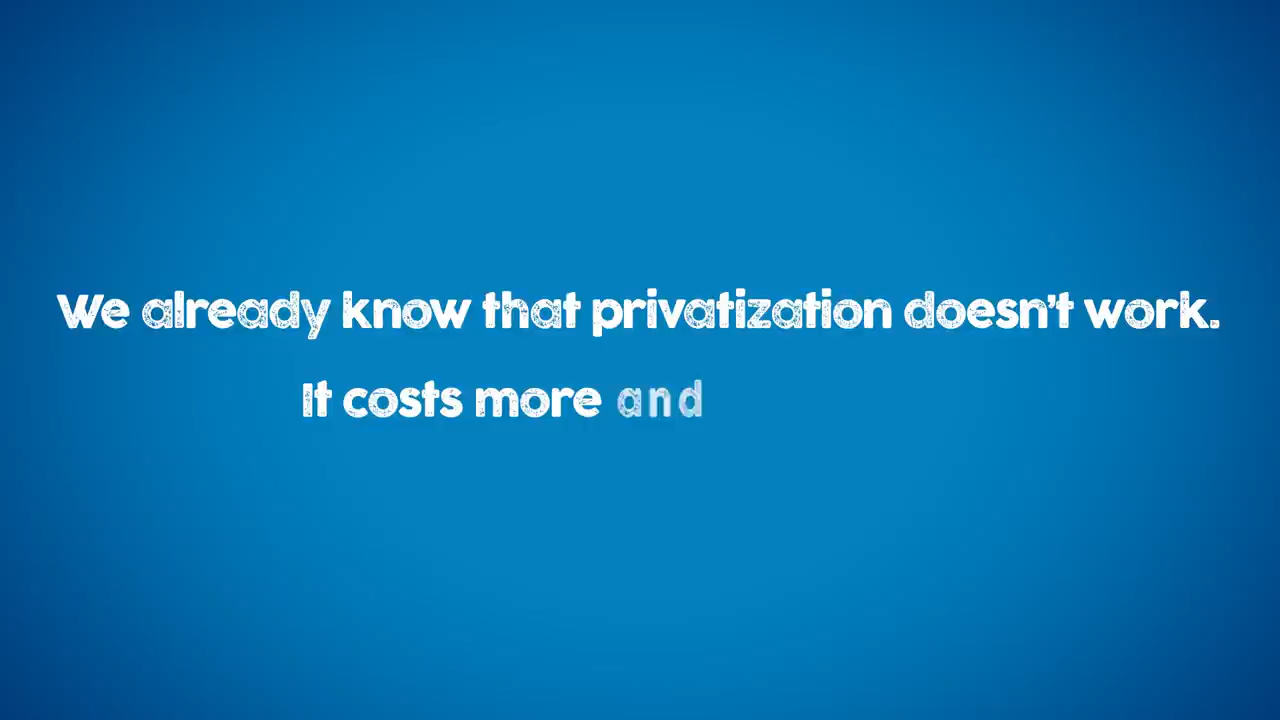 We already know that privatization doesn't work.
It costs more and